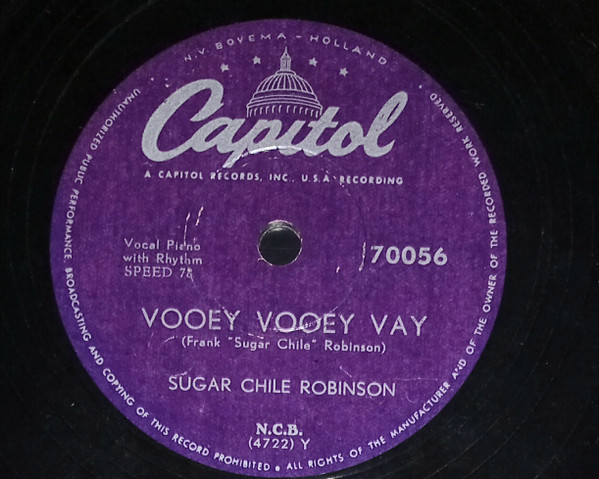 N.V. BOVEMA - HOLLAND
Capitol
A CAPITOL RECORDS, INC., U.S.A. RECORDING
Vocal Piano
with Rhythm
SPEED 78
70056
VOOEY VOOEY VAY
(Frank "Sugar Chile" Robinson)
SUGAR CHILE ROBINSON
N.C.B.
(4722) Y
UNAUTHORIZED PUBLIC PERFORMANCE, BROADCASTING AND COPYING OF THIS RECORD PROHIBITED • ALL RIGHTS OF THE MANUFACTURER AND OF THE OWNER OF THE RECORDED WORK RESERVED